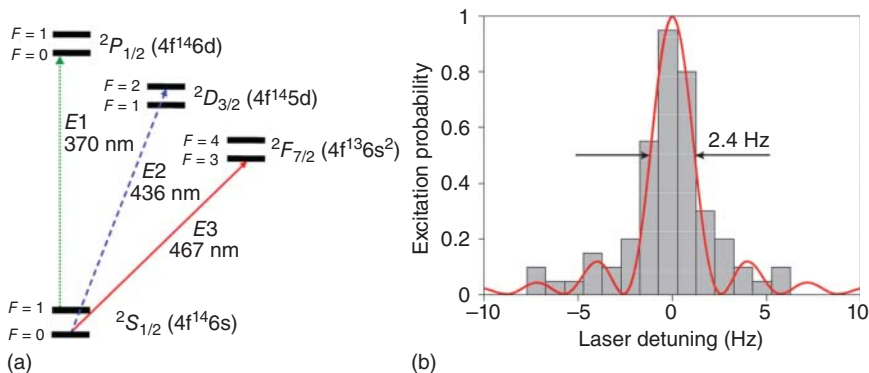 F = 1
F = 0
²P₁/₂ (4f¹⁴6d)
F = 2
F = 1
²D₃/₂ (4f¹⁴5d)
F = 4
F = 3
²F₇/₂ (4f¹³6s²)
E1
370 nm
E2
436 nm
E3
467 nm
F = 1
F = 0
²S₁/₂ (4f¹⁴6s)
(a)
Excitation probability
1
0.8
0.6
0.4
0.2
0
2.4 Hz
−10
−5
0
5
10
Laser detuning (Hz)
(b)